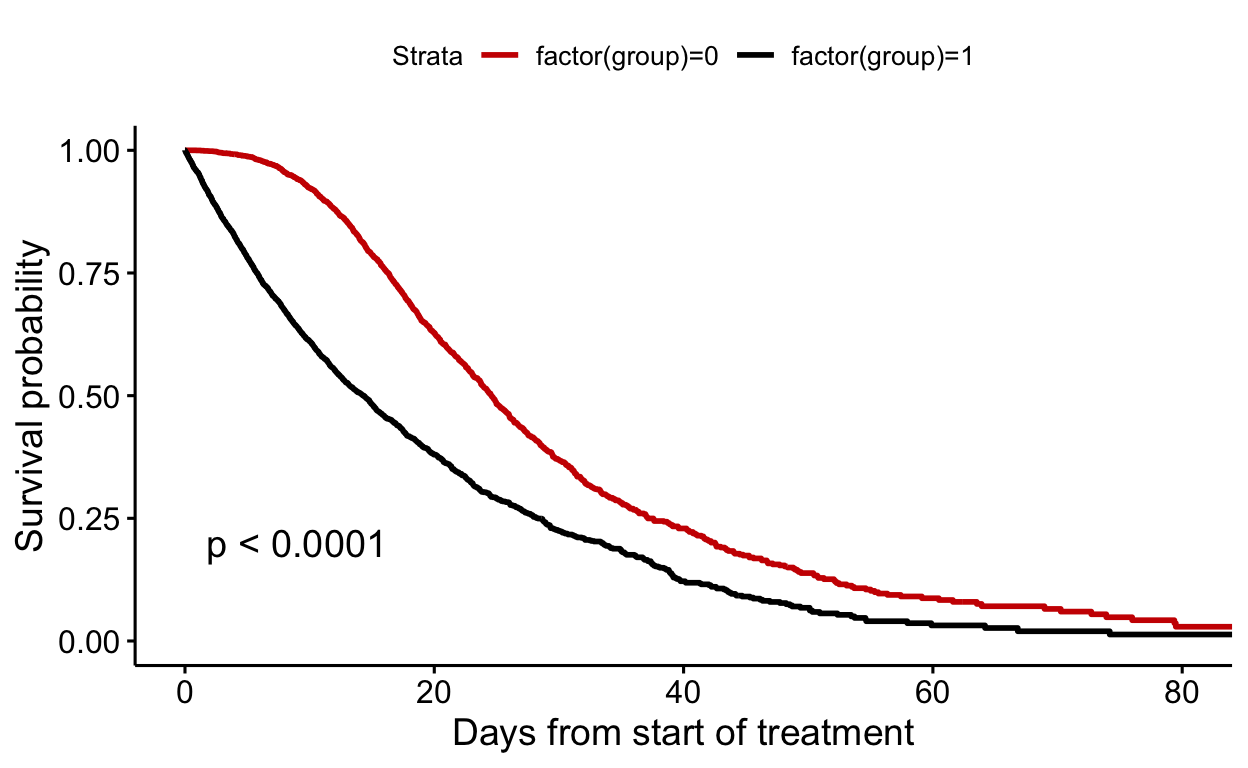 Strata factor(group)=0 factor(group)=1
1.00
0.75
0.50
0.25
0.00
Survival probability
p < 0.0001
0 20 40 60 80
Days from start of treatment